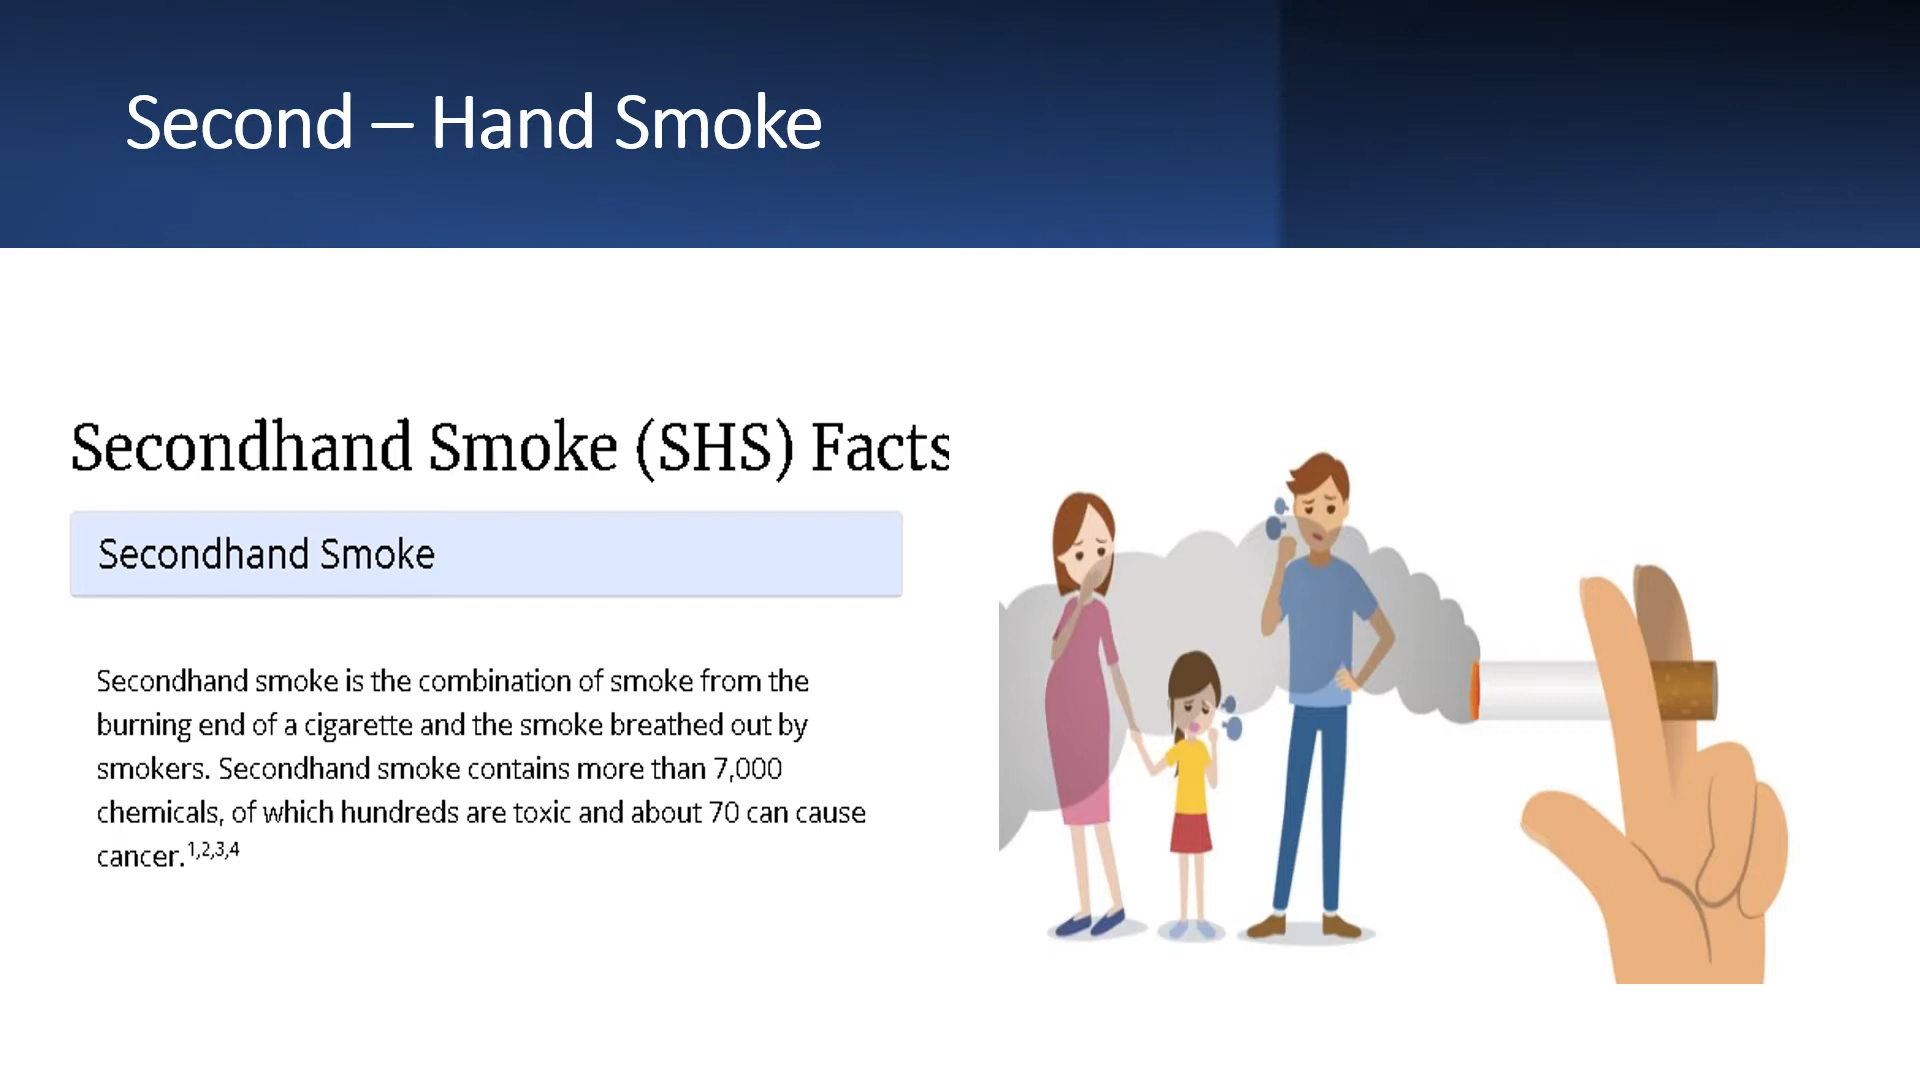 Second – Hand Smoke
Secondhand Smoke (SHS) Facts
Secondhand Smoke
Secondhand smoke is the combination of smoke from the
burning end of a cigarette and the smoke breathed out by
smokers. Secondhand smoke contains more than 7,000
chemicals, of which hundreds are toxic and about 70 can cause
cancer.1,2,3,4